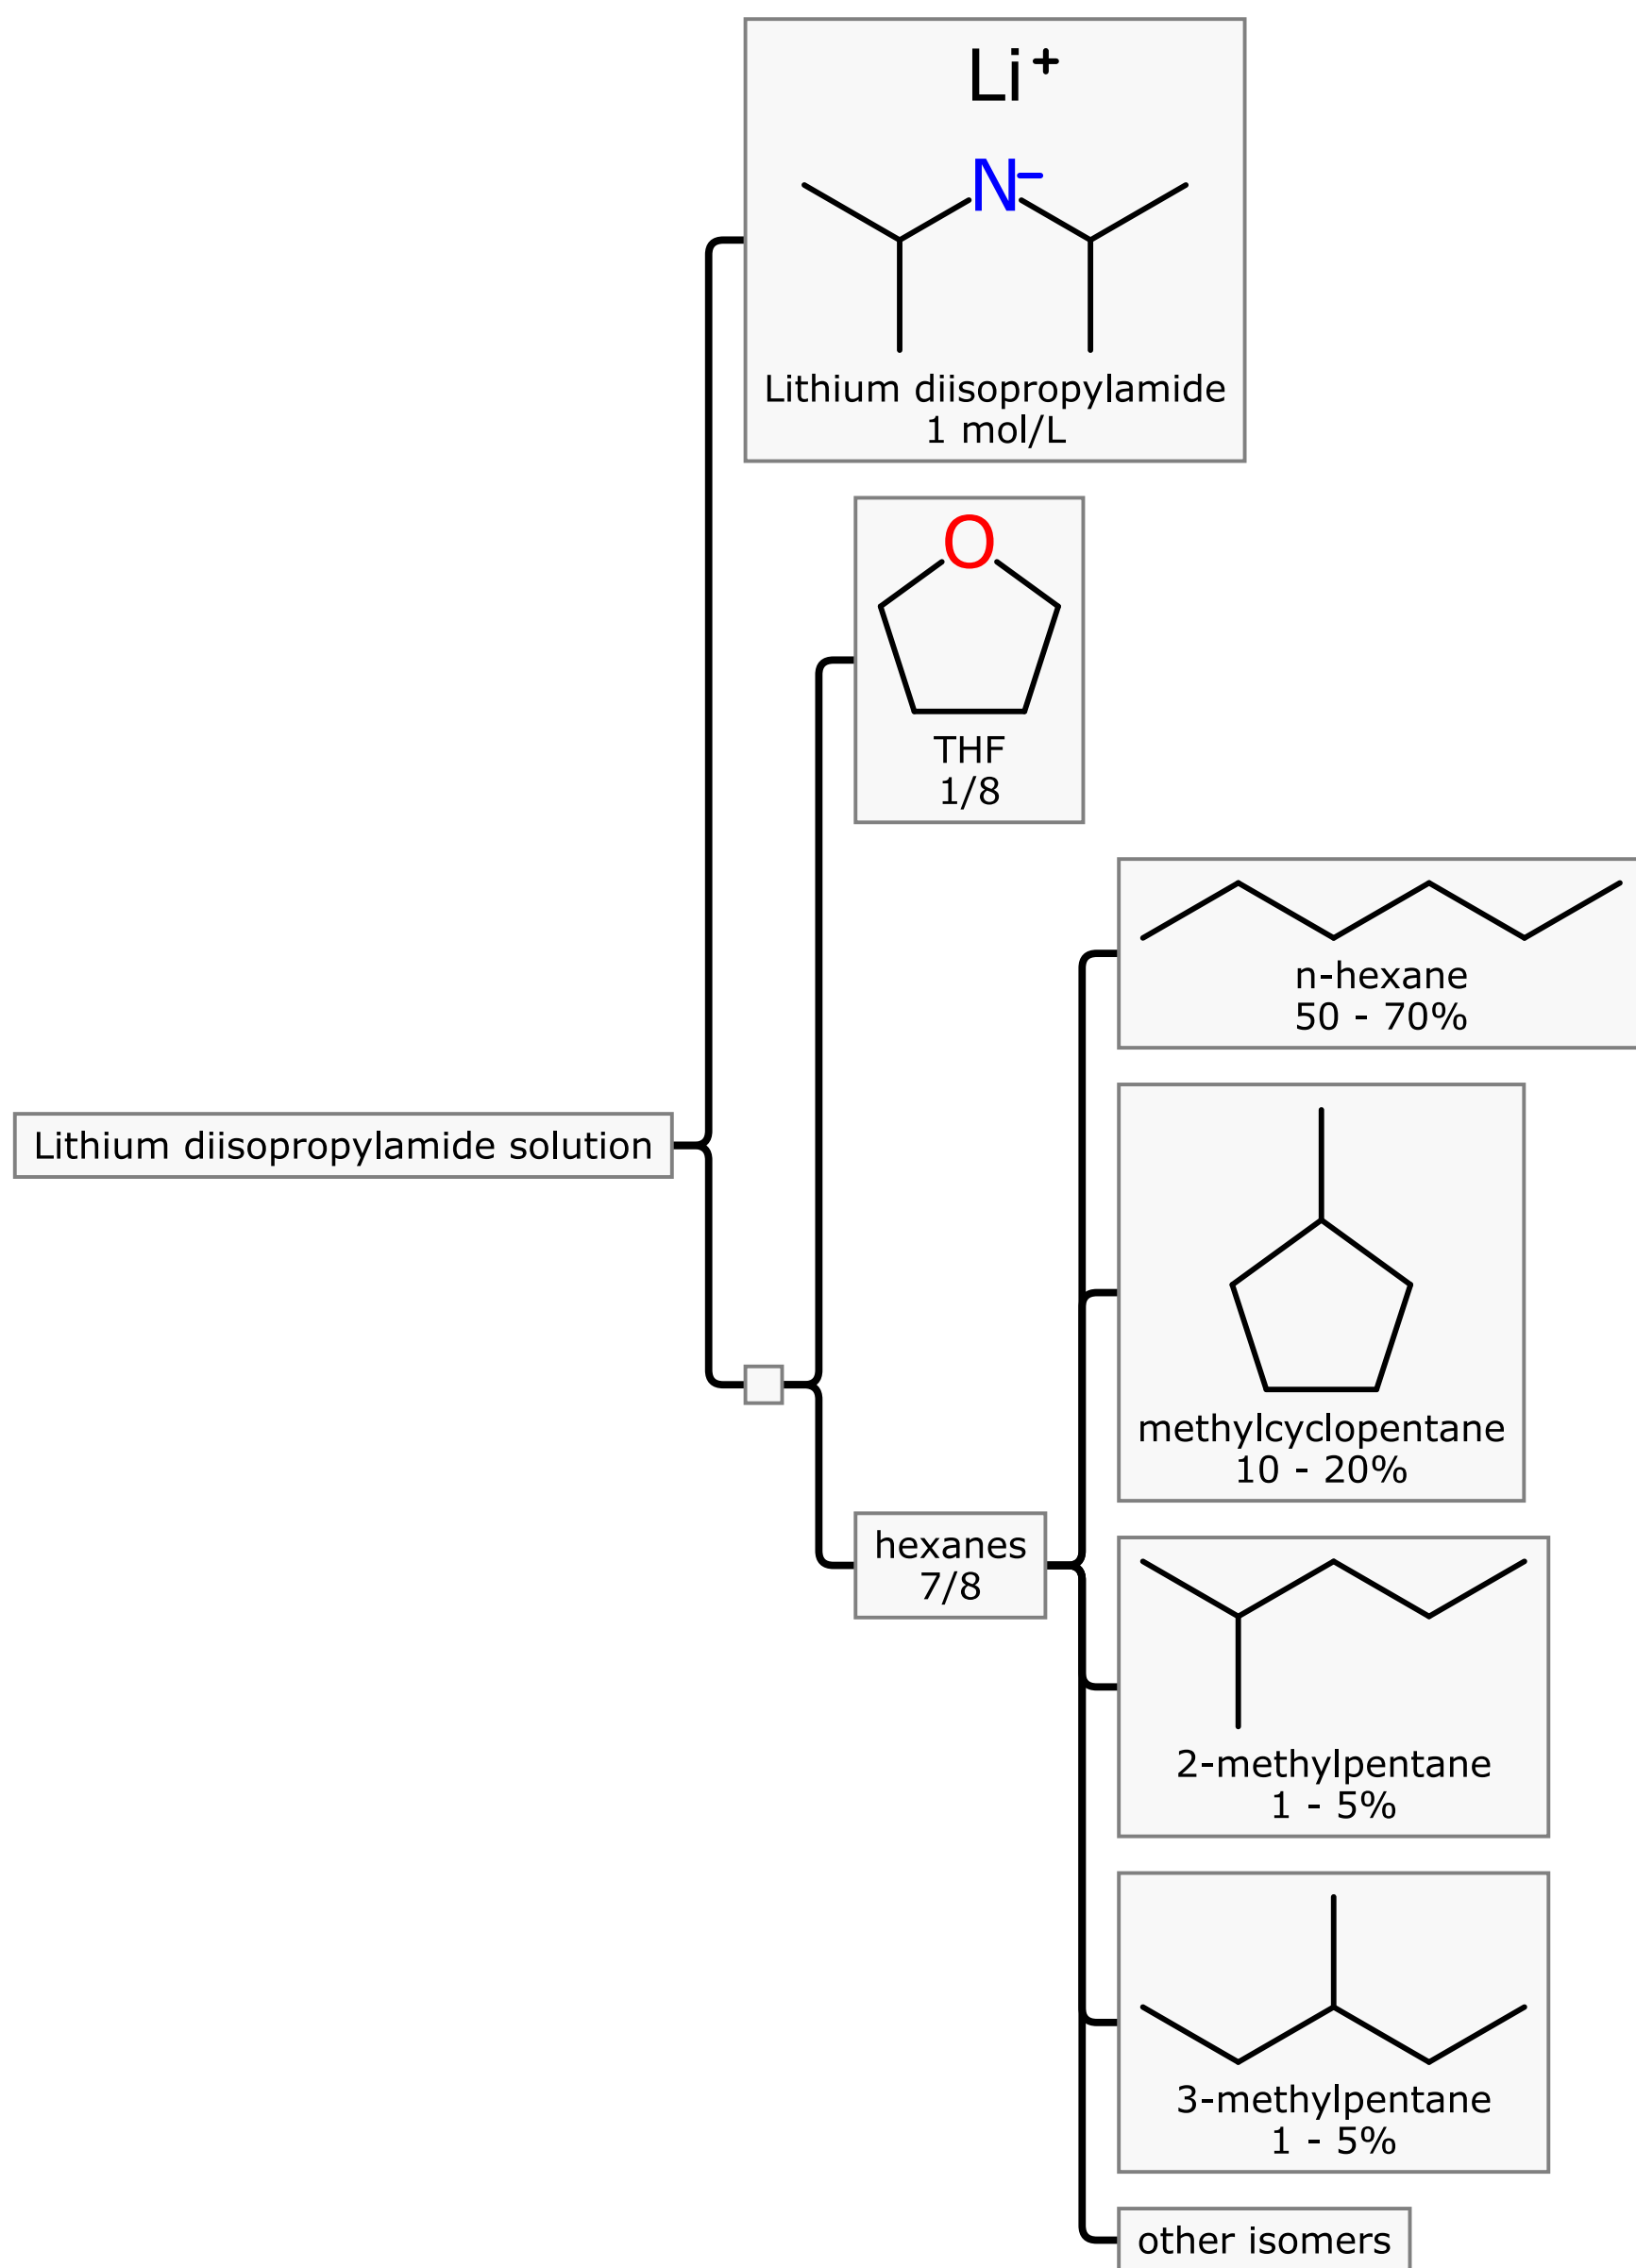 Li+
N–
Lithium diisopropylamide
1 mol/L
O
THF
1/8
n-hexane
50 - 70%
Lithium diisopropylamide solution
methylcyclopentane
10 - 20%
hexanes
7/8
2-methylpentane
1 - 5%
3-methylpentane
1 - 5%
other isomers